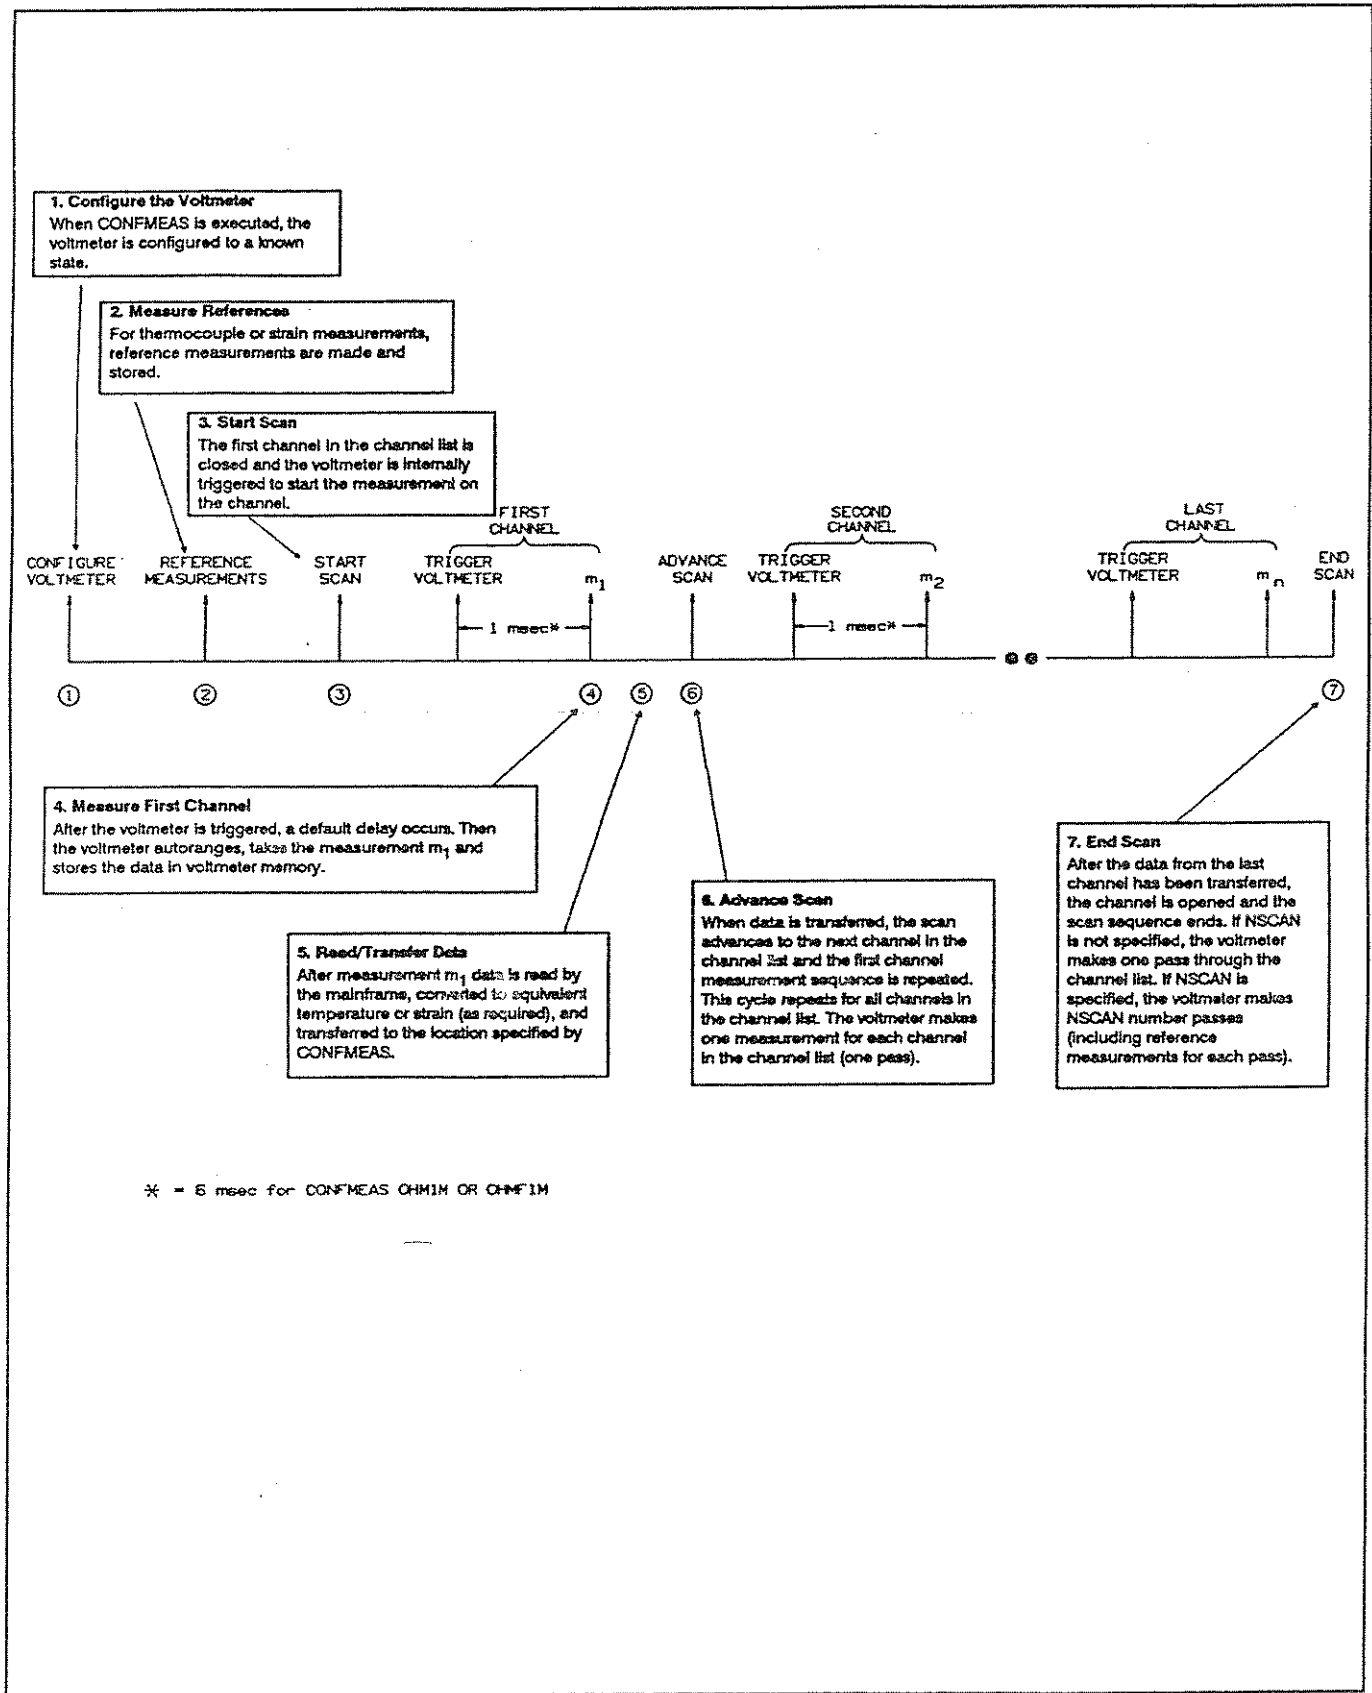 1. Configure the Voltmeter
When CONFMEAS is executed, the
voltmeter is configured to a known
state.
2. Measure References
For thermocouple or strain measurements,
reference measurements are made and
stored.
3. Start Scan
The first channel in the channel list is
closed and the voltmeter is internally
triggered to start the measurement on
the channel.
FIRST
CHANNEL
SECOND
CHANNEL
LAST
CHANNEL
CONFIGURE
VOLTMETER
REFERENCE
MEASUREMENTS
START
SCAN
TRIGGER
VOLTMETER
m1
ADVANCE
SCAN
TRIGGER
VOLTMETER
m2
TRIGGER
VOLTMETER
mn
END
SCAN
1 msec*
1 msec*
1
2
3
4
5
6
7
4. Measure First Channel
After the voltmeter is triggered, a default delay occurs. Then
the voltmeter autoranges, takes the measurement m1 and
stores the data in voltmeter memory.
5. Read/Transfer Data
After measurement m1 data is read by
the mainframe, converted to equivalent
temperature or strain (as required), and
transferred to the location specified by
CONFMEAS.
6. Advance Scan
When data is transferred, the scan
advances to the next channel in the
channel list and the first channel
measurement sequence is repeated.
This cycle repeats for all channels in
the channel list. The voltmeter makes
one measurement for each channel
in the channel list (one pass).
7. End Scan
After the data from the last
channel has been transferred,
the channel is opened and the
scan sequence ends. If NSCAN
is not specified, the voltmeter
makes one pass through the
channel list. If NSCAN is
specified, the voltmeter makes
NSCAN number passes
(including reference
measurements for each pass).
* = 6 msec for CONFMEAS OHM1M OR OHMF1M